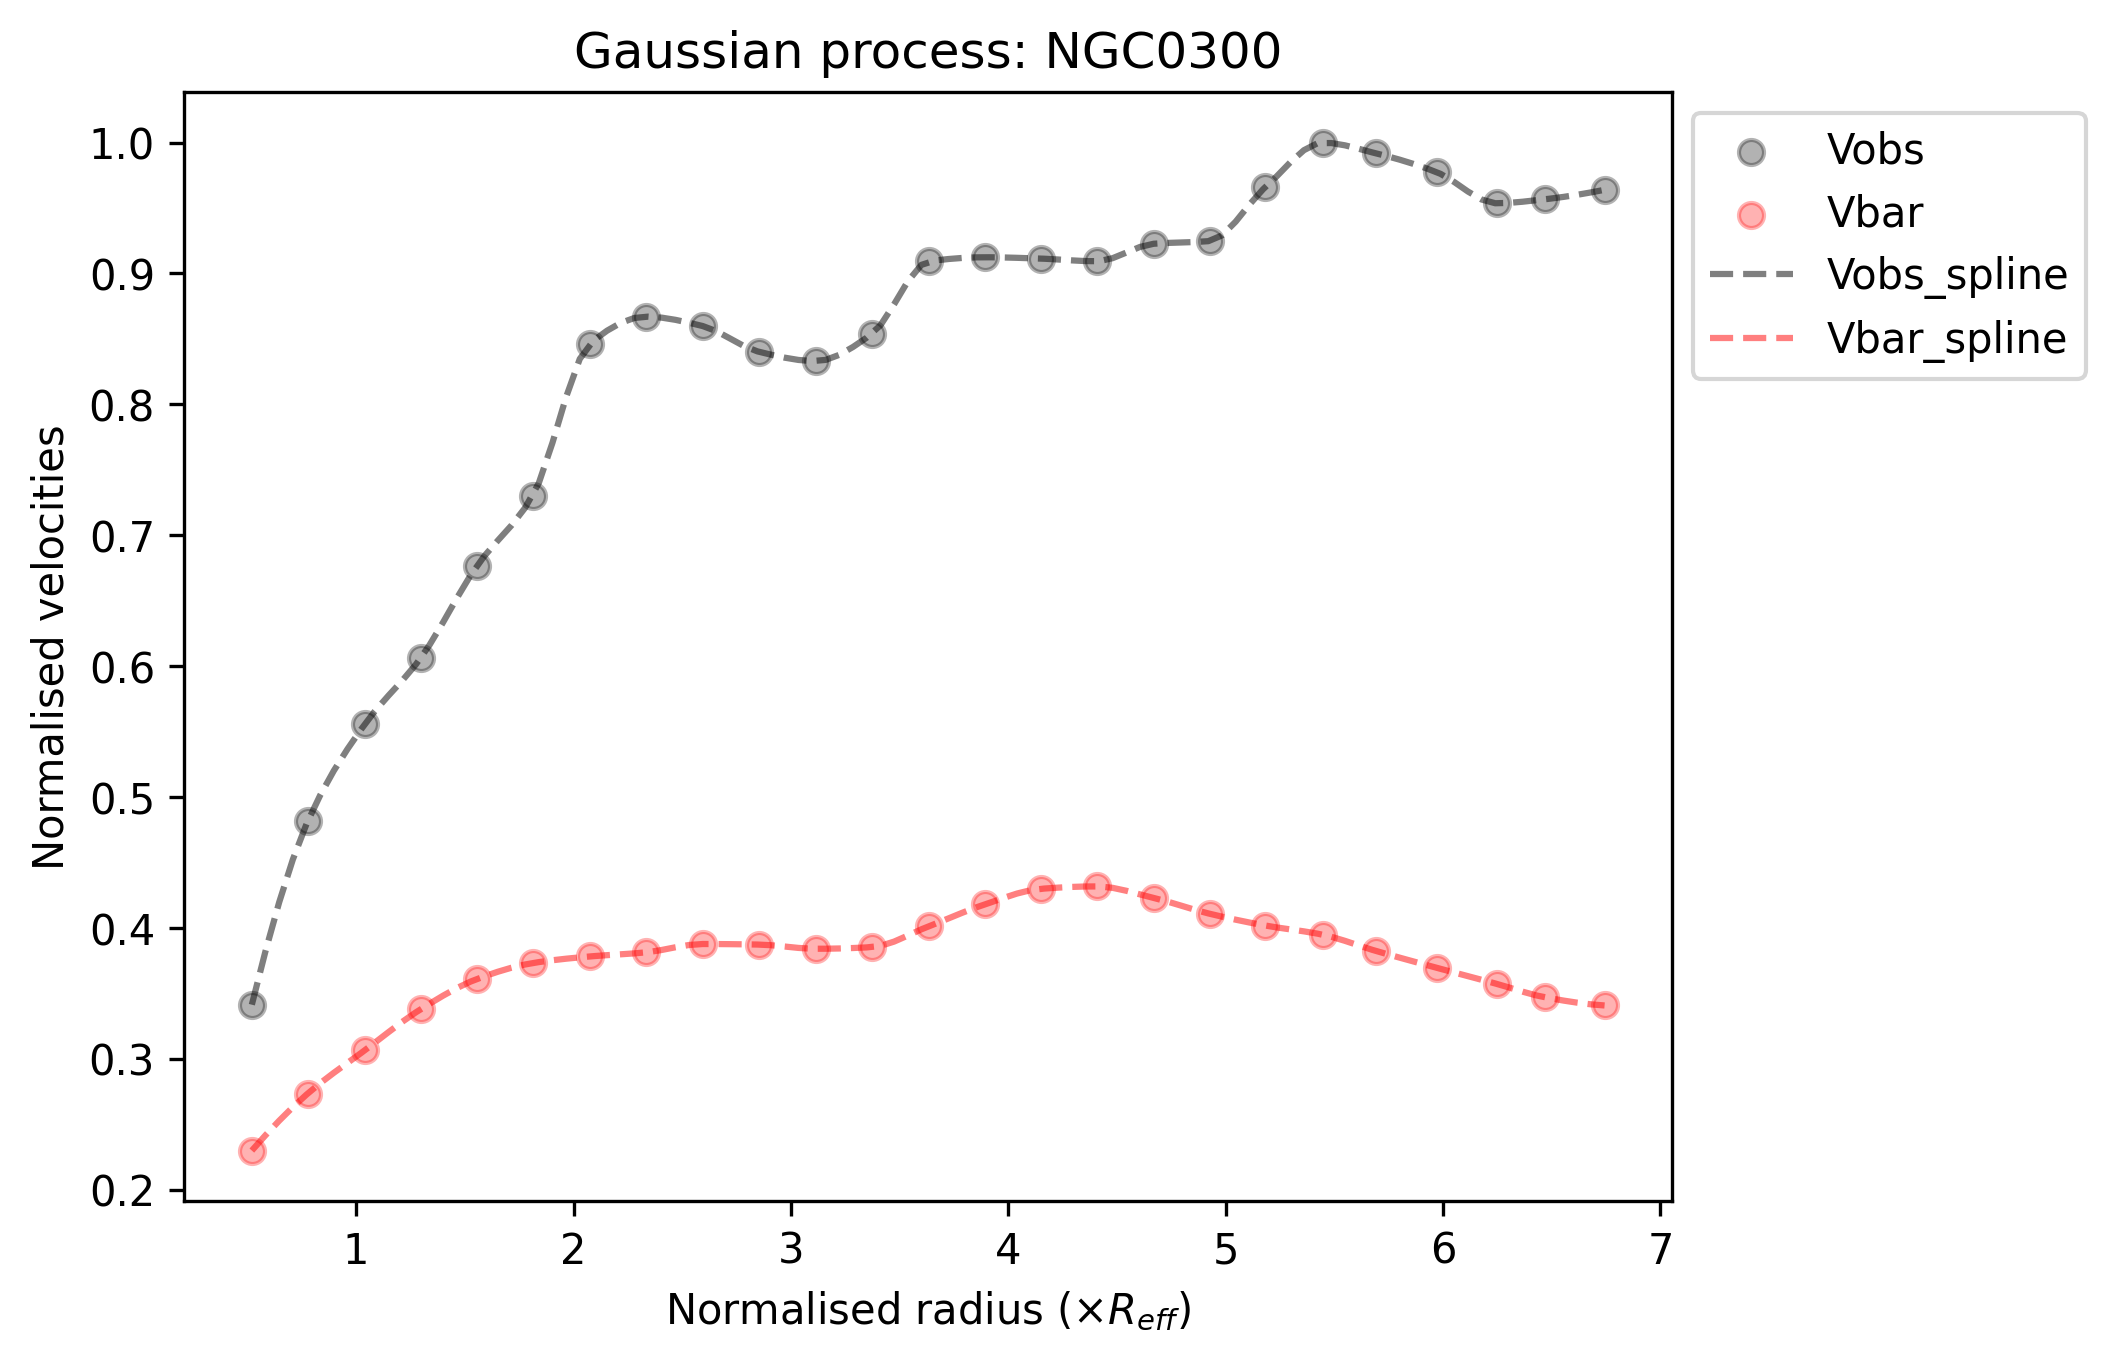 Gaussian process: NGC0300
Normalised velocities
1.0
0.9
0.8
0.7
0.6
0.5
0.4
0.3
0.2
1 2 3 4 5 6 7
Normalised radius (×R_eff)
Vobs
Vbar
Vobs_spline
Vbar_spline